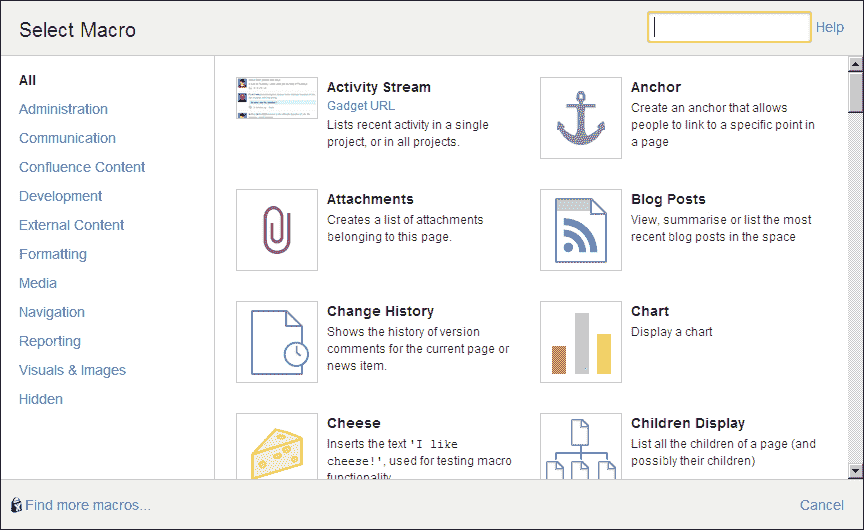 Select Macro
Help
All
Administration
Communication
Confluence Content
Development
External Content
Formatting
Media
Navigation
Reporting
Visuals & Images
Hidden
Activity Stream
Gadget URL
Lists recent activity in a single
project, or in all projects.
Anchor
Create an anchor that allows
people to link to a specific point in
a page
Attachments
Creates a list of attachments
belonging to this page.
Blog Posts
View, summarise or list the most
recent blog posts in the space
Change History
Shows the history of version
comments for the current page or
news item.
Chart
Display a chart
Cheese
Inserts the text 'I like
cheese!', used for testing macro
functionality
Children Display
List all the children of a page (and
possibly their children)
Find more macros...
Cancel